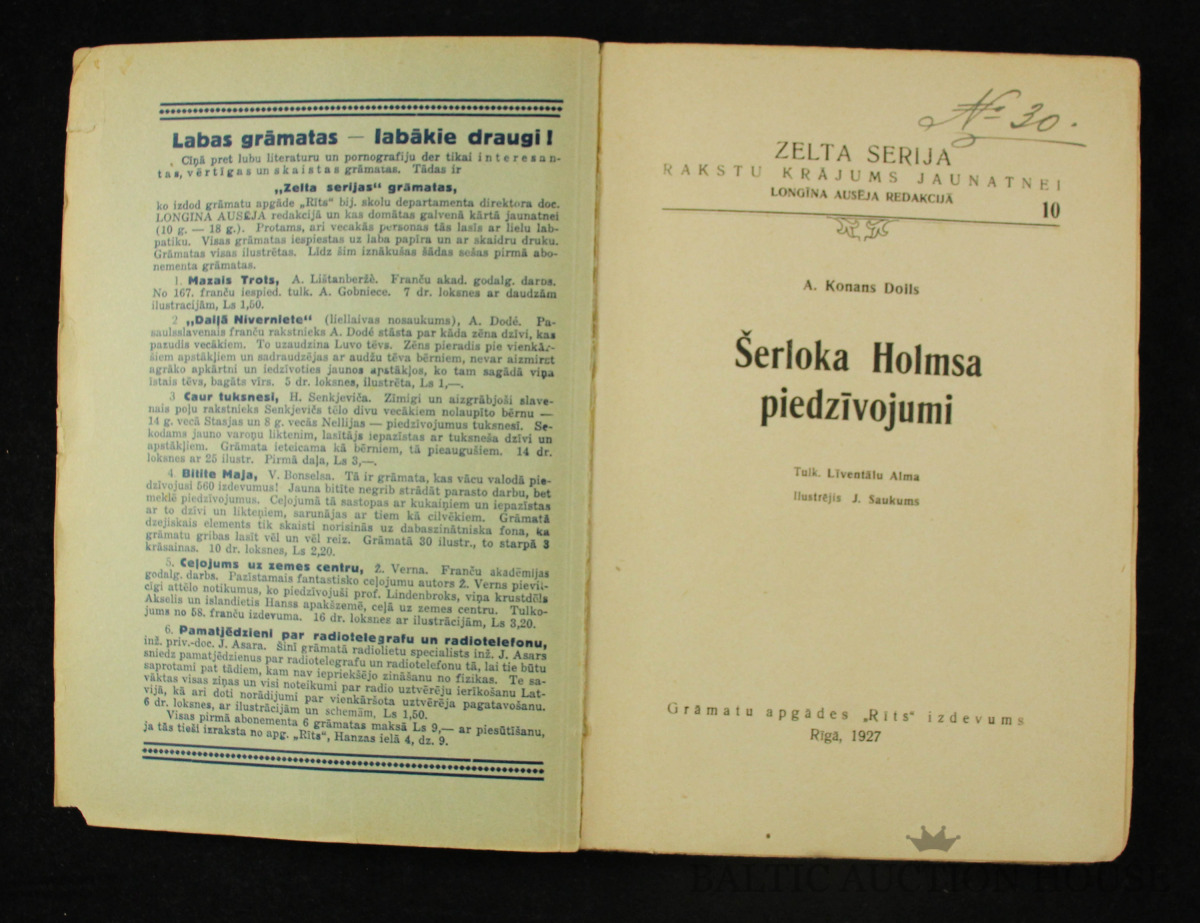 Labas grāmatas — labākie draugi!
Cīņā pret lubu literaturu un pornografiju der tikai interesan-
tas, vērtīgas un skaistas grāmatas. Tādas ir
„Zelta serijas“ grāmatas,
ko izdod grāmatu apgāde „Rīts“ bij. skolu departamenta direktora doc.
LONGĪNA AUSĒJA redakcijā un kas domātas galvenā kārtā jaunatnei
(10 g. — 18 g.). Protams, arī vecākās personas tās lasīs ar lielu lab-
patiku. Visas grāmatas iespiestas uz laba papīra un ar skaidru druku.
Grāmatas visas ilustrētas. Līdz šim iznākušas šādas sešas pirmā abo-
nementa grāmatas.
1. Mazais Trots, A. Lištanberžē. Franču akad. godalg. darbs.
No 167. franču iespied. tulk. A. Gobniece. 7 dr. loksnes ar daudzām
ilustracijām, Ls 1,50.
2 „Daiļā Niverniete“ (liellaivas nosaukums), A. Dodé. Pa-
saulsslavenais franču rakstnieks A. Dodé stāsta par kāda zēna dzīvi, kas
pazudis vecākiem. To uzaudzina Luvo tēvs. Zēns pieradis pie vienkār-
šiem apstākļiem un sadraudzējas ar audžu tēva bērniem, nevar aizmirst
agrāko apkārtni un iedzīvoties jaunos apstākļos, ko tam sagādā viņa
īstais tēvs, bagāts vīrs. 5 dr. loksnes, ilustrēta, Ls 1,—.
3 Caur tuksnesi, H. Senkjeviča. Zīmīgi un aizgrābjoši slave-
nais poļu rakstnieks Senkjevičs tēlo divu vecākiem nolaupīto bērnu —
14 g. vecā Stasjas un 8 g. vecās Nellijas — piedzīvojumus tuksnesī. Se-
kodams jauno varoņu liktenim, lasītājs iepazīstas ar tuksneša dzīvi un
apstākļiem. Grāmata ieteicama kā bērniem, tā pieaugušiem. 14 dr.
loksnes ar 25 ilustr. Pirmā daļa, Ls 3,—.
4. Bitīte Maja, V. Bonselsa. Tā ir grāmata, kas vācu valodā pie-
dzīvojusi 560 izdevumus! Jauna bitīte negrib strādāt parasto darbu, bet
meklē piedzīvojumus. Ceļojumā tā sastopas ar kukaiņiem un iepazīstas
ar to dzīvi un likteņiem, sarunājas ar tiem kā cilvēkiem. Grāmatā
dzejiskais elements tik skaisti norisinās uz dabaszinātniska fona, ka
grāmatu gribas lasīt vēl un vēl reiz. Grāmatā 30 ilustr., to starpā 3
krāsainas. 10 dr. loksnes, Ls 2,20.
5. Ceļojums uz zemes centru, Ž. Verna. Franču akadēmijas
godalg. darbs. Pazīstamais fantastisko ceļojumu autors Ž. Verns pievil-
cīgi attēlo notikumus, ko piedzīvojuši prof. Lindenbroks, viņa krustdēls
Akselis un islandietis Hanss apakšzemē, ceļā uz zemes centru. Tulko-
jums no 58. franču izdevuma. 16 dr. loksnes ar ilustrācijām, Ls 3,20.
6. Pamatjēdzieni par radiotelegrafu un radiotelefonu,
inž. priv.-doc. J. Asara. Šinī grāmatā radiolietu specialists inž. J. Asars
sniedz pamatjēdzienus par radiotelegrafu un radiotelefonu tā, lai tie būtu
saprotami pat tādiem, kam nav iepriekšējo zināšanu no fizikas. Te sa-
vāktas visas ziņas un visi noteikumi par radio uztvērēju ierīkošanu Lat-
vijā, kā arī doti norādījumi par vienkāršota uztvērēja pagatavošanu.
6 dr. loksnes, ar ilustrācijām un schemām, Ls 1,50.
Visas pirmā abonementa 6 grāmatas maksā Ls 9,— ar piesūtīšanu,
ja tās tieši izraksta no apg. „Rīts“, Hanzas ielā 4, dz. 9.
№ 30.
ZELTA SERIJA
RAKSTU KRĀJUMS JAUNATNEI
LONGĪNA AUSĒJA REDAKCIJĀ
10
A. Konans Doils
Šerloka Holmsa
piedzīvojumi
Tulk. Līventālu Alma
Ilustrējis J. Saukums
Grāmatu apgādes „Rīts“ izdevums
Rīgā, 1927
BALTIC AUCTION HOUSE